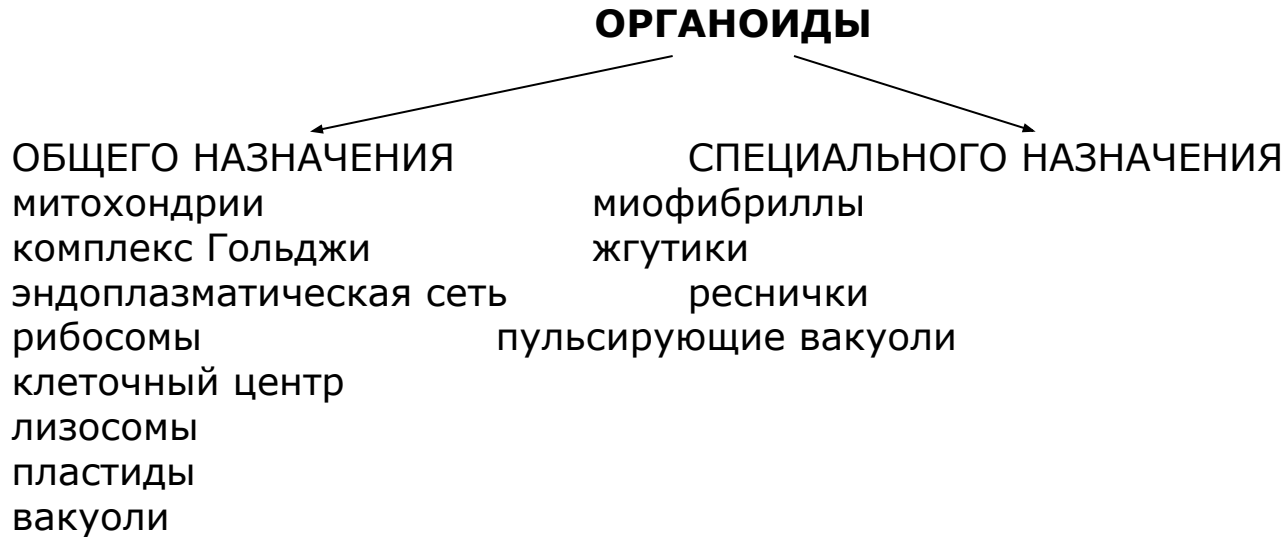 ОРГАНОИДЫ
ОБЩЕГО НАЗНАЧЕНИЯ СПЕЦИАЛЬНОГО НАЗНАЧЕНИЯ
митохондрии миофибриллы
комплекс Гольджи жгутики
эндоплазматическая сеть реснички
рибосомы пульсирующие вакуоли
клеточный центр
лизосомы
пластиды
вакуоли